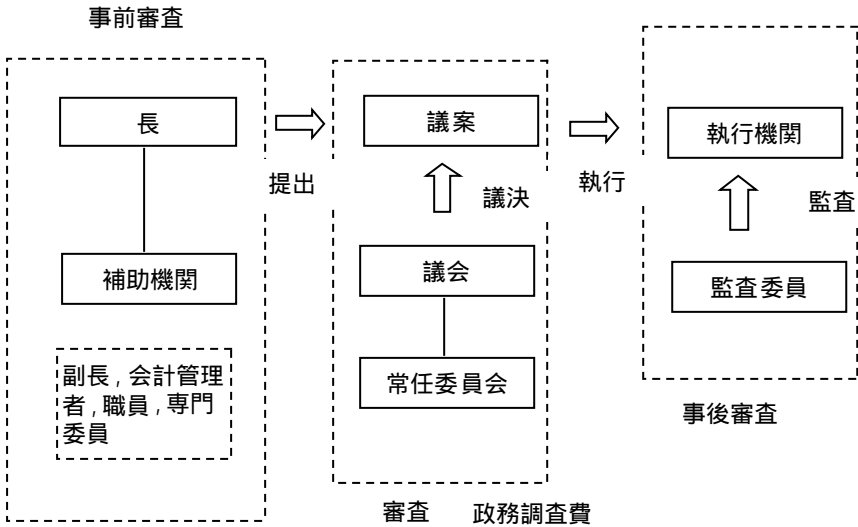 事前審査
長
補助機関
副長,会計管理
者,職員,専門
委員
提出
議案
議決
議会
常任委員会
審査 政務調査費
執行
執行機関
監査
監査委員
事後審査